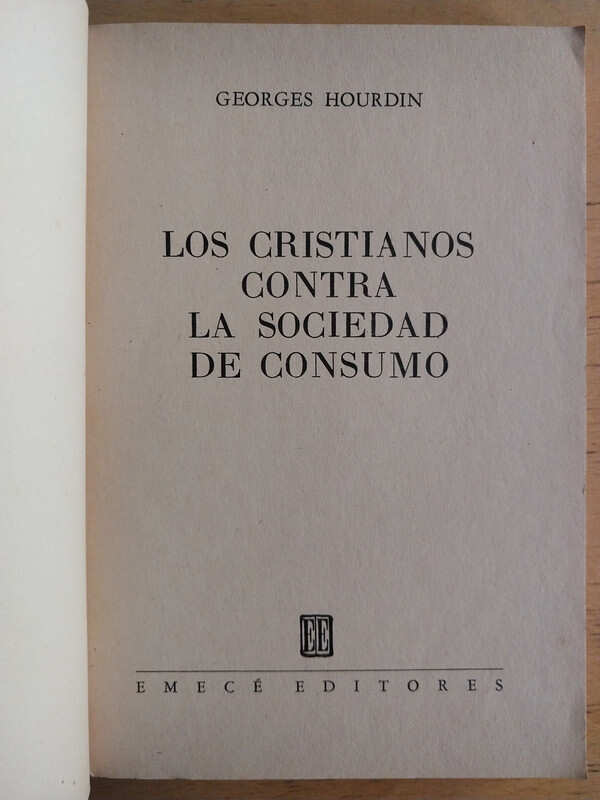 GEORGES HOURDIN
LOS CRISTIANOS
CONTRA
LA SOCIEDAD
DE CONSUMO
EE
EMECÉ EDITORES